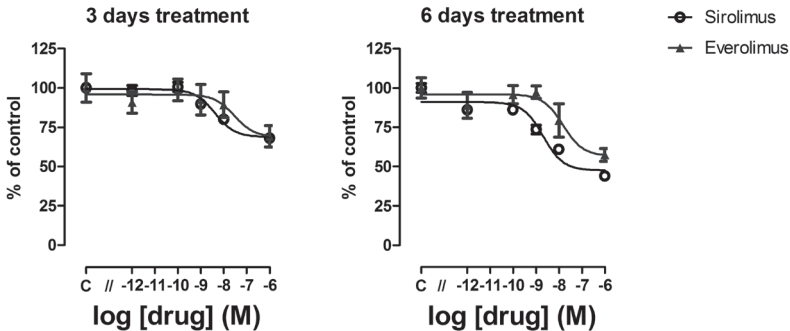 3 days treatment
125
100
75
50
25
0
% of control
C // -12 -11 -10 -9 -8 -7 -6
log [drug] (M)
6 days treatment
125
100
75
50
25
0
% of control
C // -12 -11 -10 -9 -8 -7 -6
log [drug] (M)
Sirolimus
Everolimus